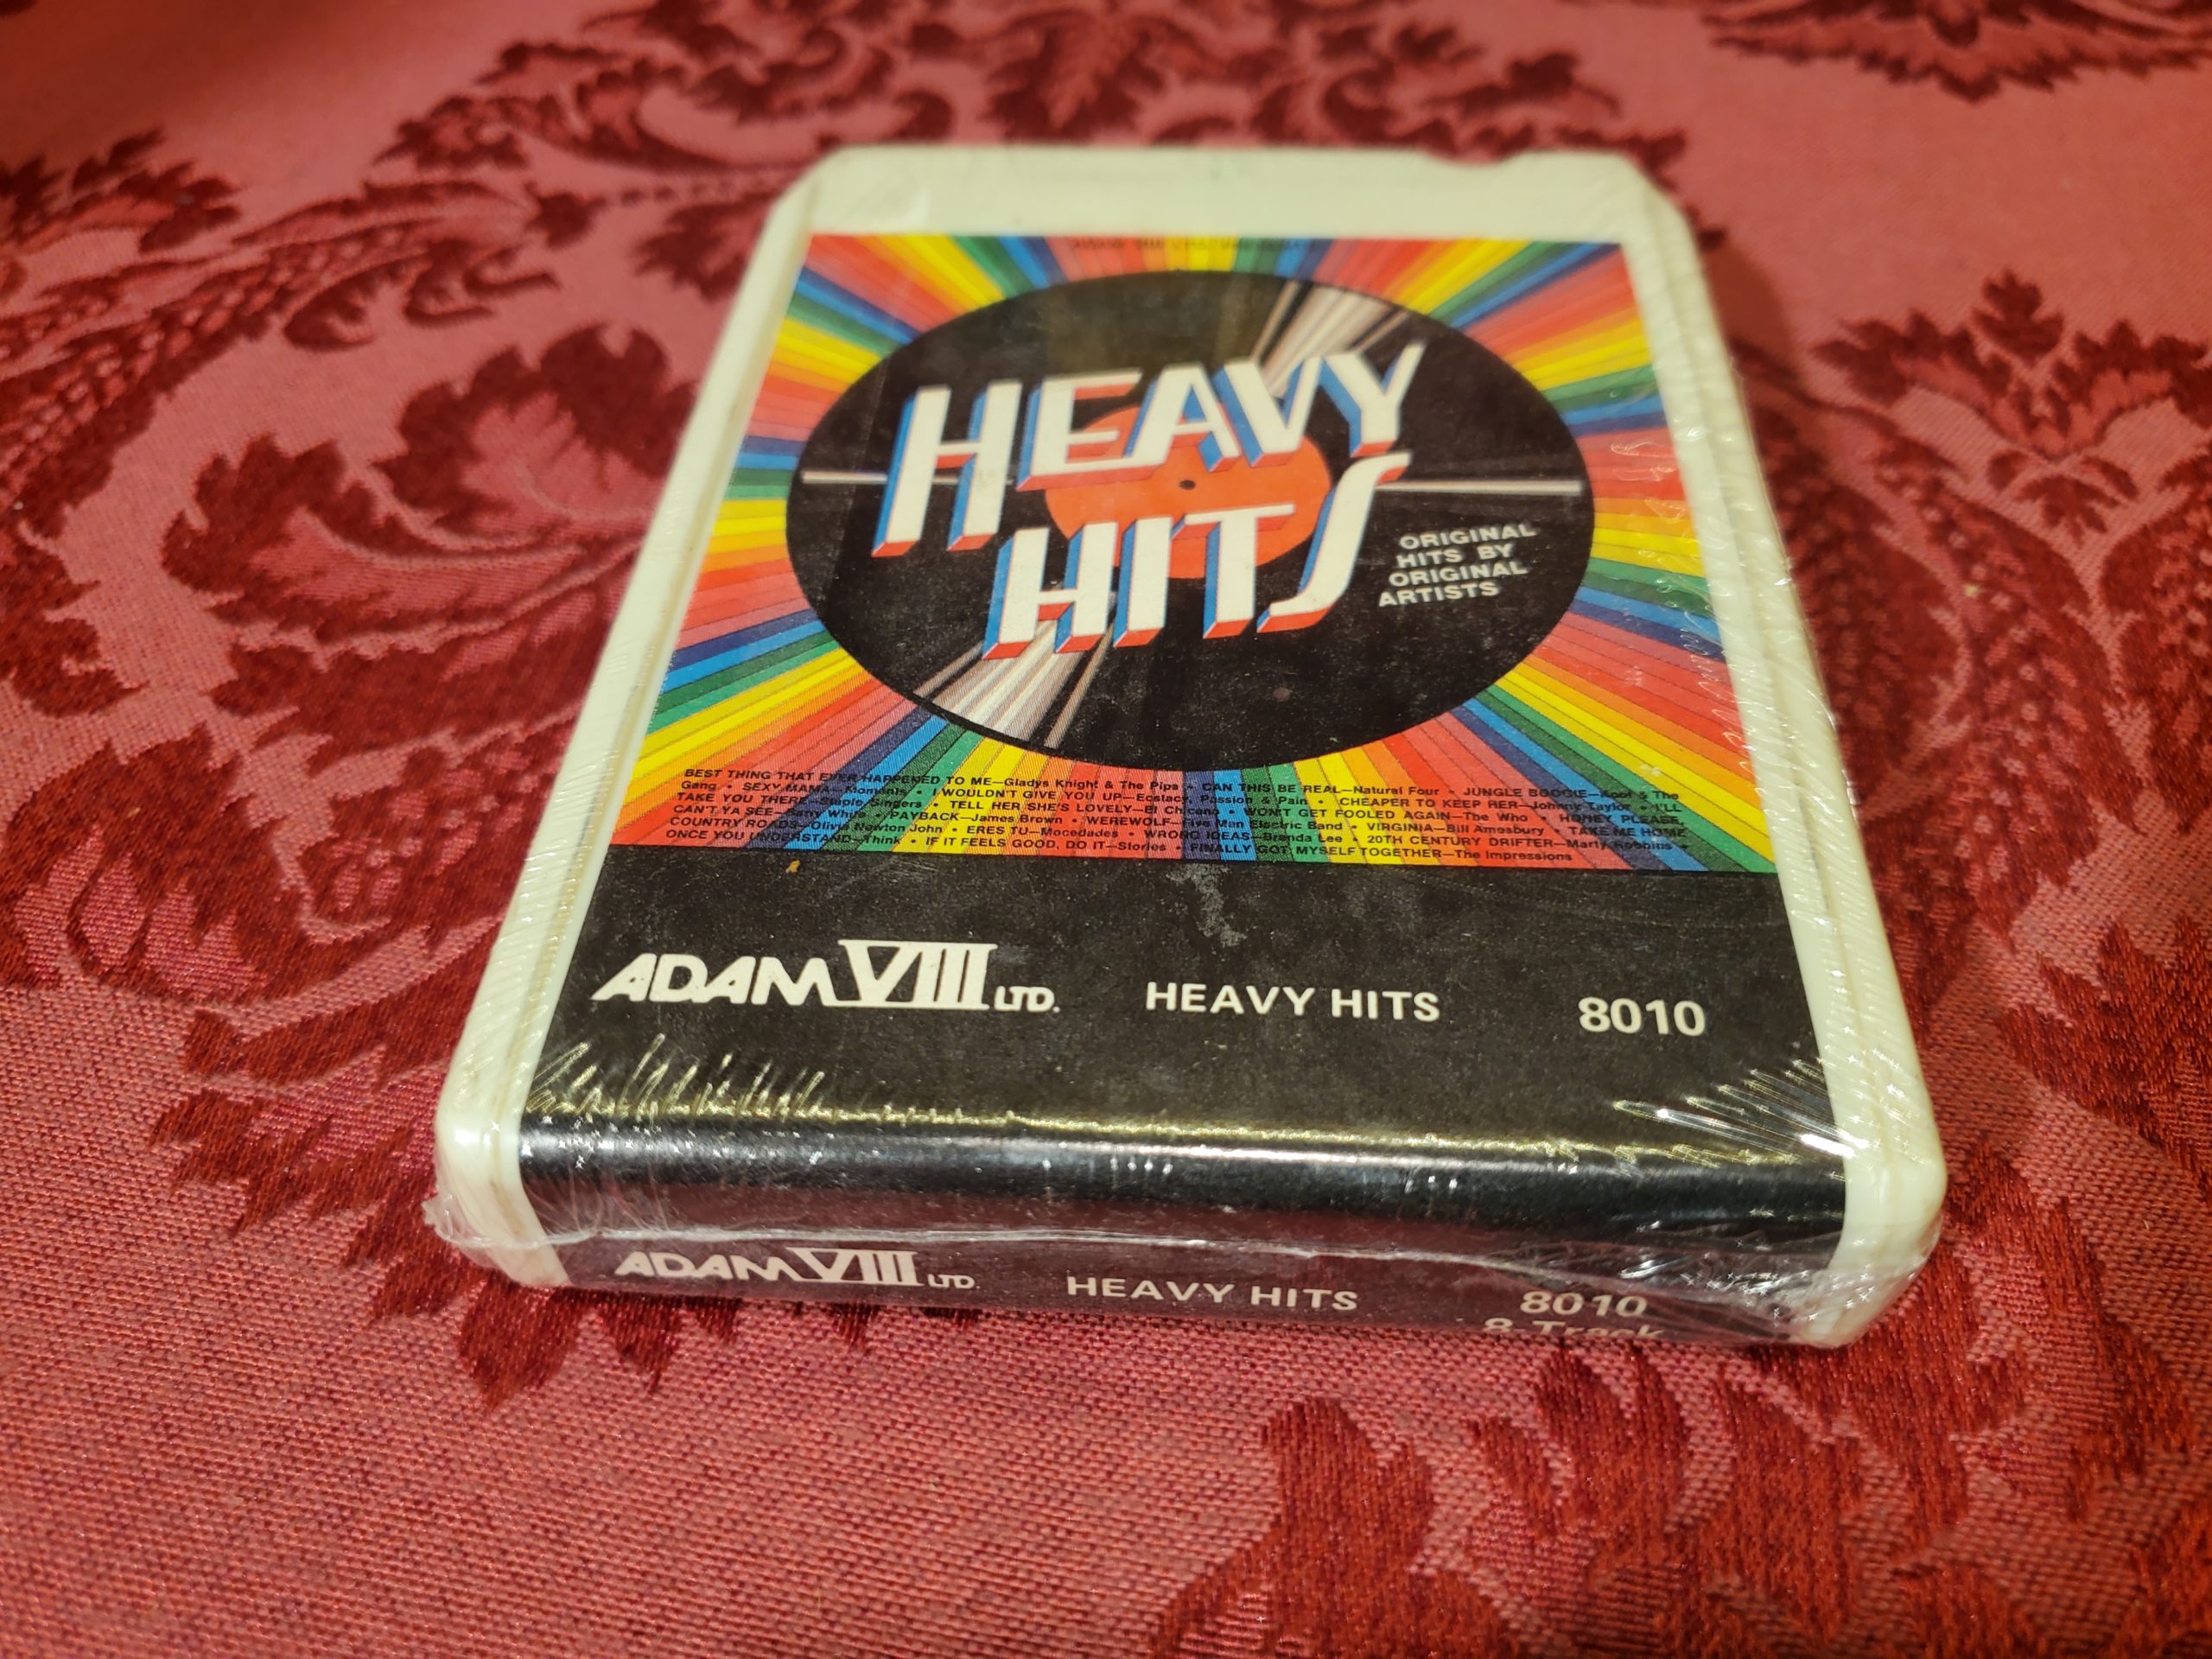 HEAVY
HITS
ORIGINAL
HITS BY
ORIGINAL
ARTISTS
BEST THING THAT EVER HAPPENED TO ME—Gladys Knight & The Pips • CAN THIS BE REAL—Natural Four • JUNGLE BOOGIE—Kool & The
Gang • SEXY MAMA—Moments • I WOULDN'T GIVE YOU UP—Ecstacy, Passion & Pain • CHEAPER TO KEEP HER—Johnny Taylor • I'LL
TAKE YOU THERE—Staple Singers • TELL HER SHE'S LOVELY—El Chicano • WON'T GET FOOLED AGAIN—The Who • HONEY PLEASE,
CAN'T YA SEE—Barry White • PAYBACK—James Brown • WEREWOLF—Five Man Electric Band • VIRGINIA—Bill Amesbury • TAKE ME HOME
COUNTRY ROADS—Olivia Newton John • ERES TU—Mocedades • WRONG IDEAS—Brenda Lee • 20TH CENTURY DRIFTER—Marty Robbins •
ONCE YOU UNDERSTAND—Think • IF IT FEELS GOOD, DO IT—Stories • FINALLY GOT MYSELF TOGETHER—The Impressions
ADAM VIII LTD. HEAVY HITS 8010
ADAM VIII LTD. HEAVY HITS 8010
8-Track